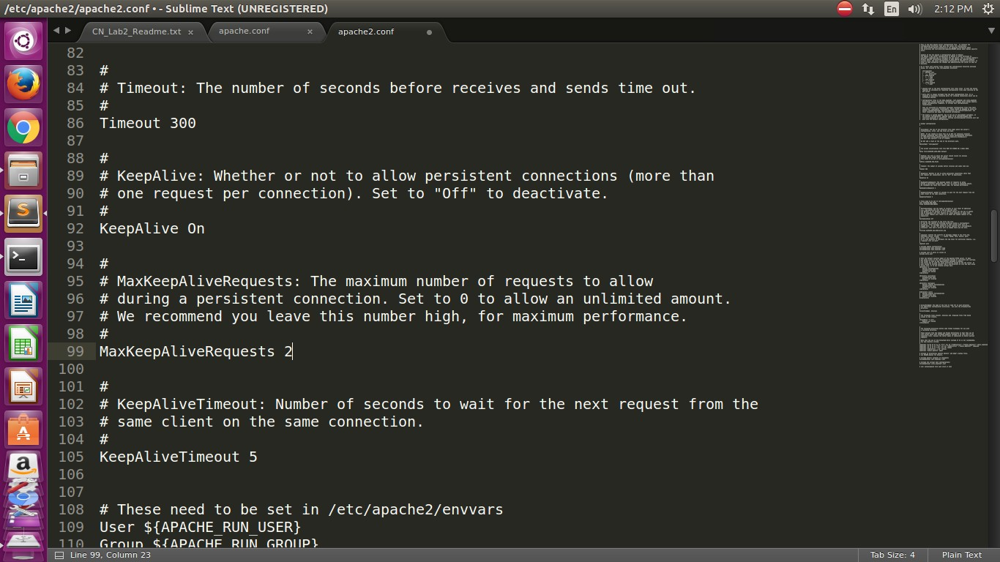 /etc/apache2/apache2.conf • - Sublime Text (UNREGISTERED)
En
2:12 PM
CN_Lab2_Readme.txt
apache.conf
apache2.conf
82
83 #
84 # Timeout: The number of seconds before receives and sends time out.
85 #
86 Timeout 300
87
88 #
89 # KeepAlive: Whether or not to allow persistent connections (more than
90 # one request per connection). Set to "Off" to deactivate.
91 #
92 KeepAlive On
93
94 #
95 # MaxKeepAliveRequests: The maximum number of requests to allow
96 # during a persistent connection. Set to 0 to allow an unlimited amount.
97 # We recommend you leave this number high, for maximum performance.
98 #
99 MaxKeepAliveRequests 2
100
101 #
102 # KeepAliveTimeout: Number of seconds to wait for the next request from the
103 # same client on the same connection.
104 #
105 KeepAliveTimeout 5
106
107
108 # These need to be set in /etc/apache2/envvars
109 User ${APACHE_RUN_USER}
110 Group ${APACHE_RUN_GROUP}
Line 99, Column 23
Tab Size: 4
Plain Text